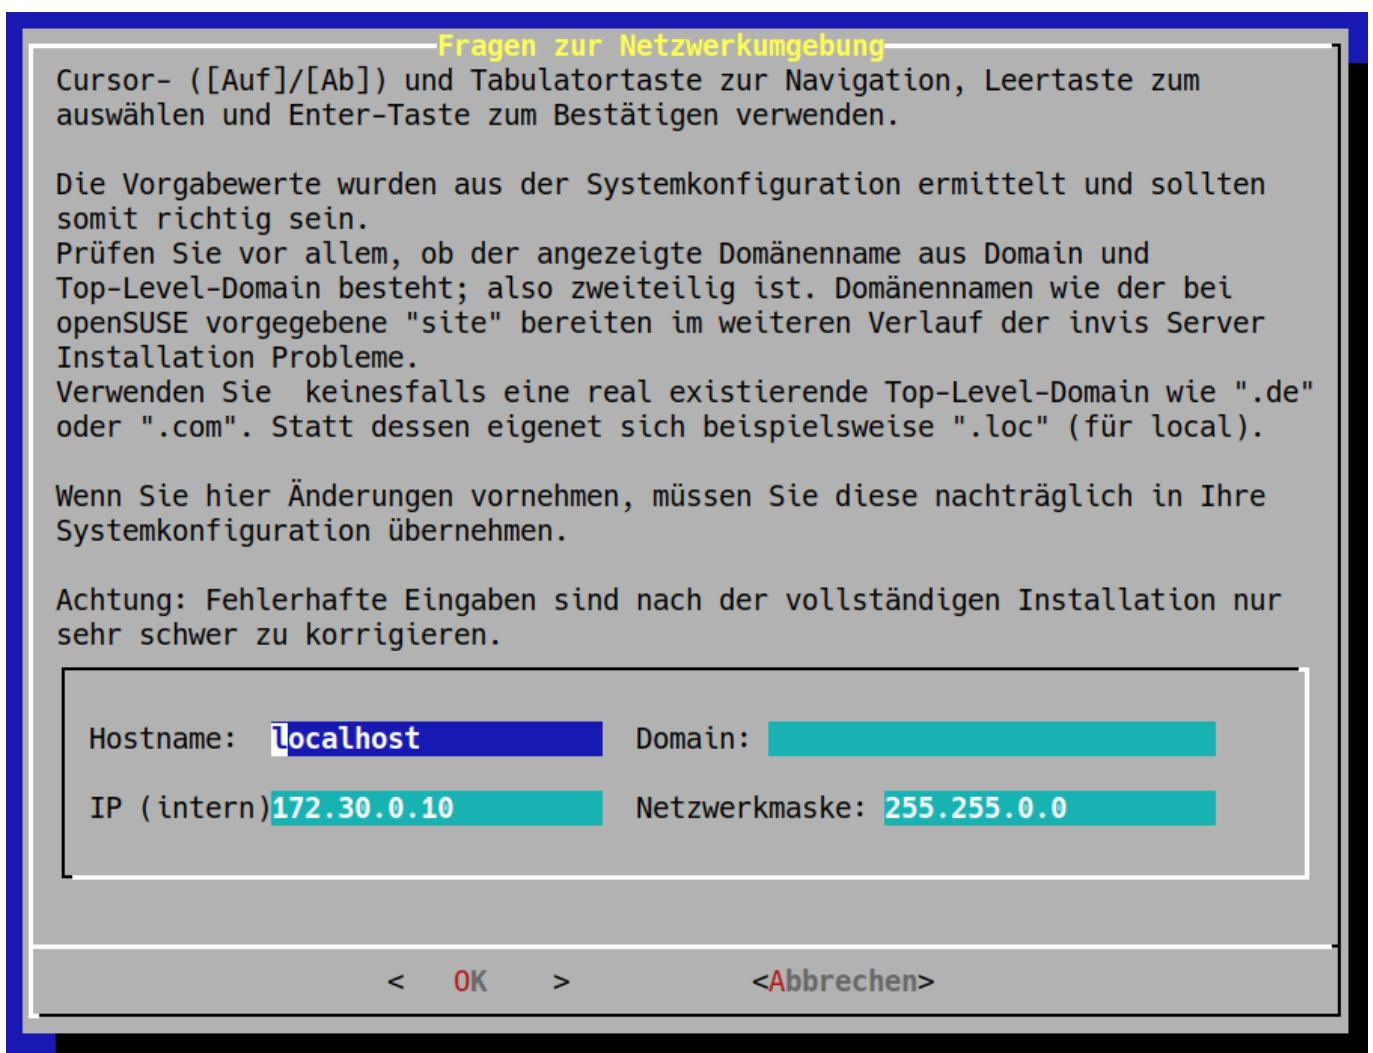 Fragen zur Netzwerkumgebung
Cursor- ([Auf]/[Ab]) und Tabulatortaste zur Navigation, Leertaste zum
auswählen und Enter-Taste zum Bestätigen verwenden.
Die Vorgabewerte wurden aus der Systemkonfiguration ermittelt und sollten
somit richtig sein.
Prüfen Sie vor allem, ob der angezeigte Domänenname aus Domain und
Top-Level-Domain besteht; also zweiteilig ist. Domänennamen wie der bei
openSUSE vorgegebene "site" bereiten im weiteren Verlauf der invis Server
Installation Probleme.
Verwenden Sie  keinesfalls eine real existierende Top-Level-Domain wie ".de"
oder ".com". Statt dessen eigenet sich beispielsweise ".loc" (für local).
Wenn Sie hier Änderungen vornehmen, müssen Sie diese nachträglich in Ihre
Systemkonfiguration übernehmen.
Achtung: Fehlerhafte Eingaben sind nach der vollständigen Installation nur
sehr schwer zu korrigieren.
Hostname: localhost Domain:
IP (intern) 172.30.0.10 Netzwerkmaske: 255.255.0.0
<  OK  > <Abbrechen>